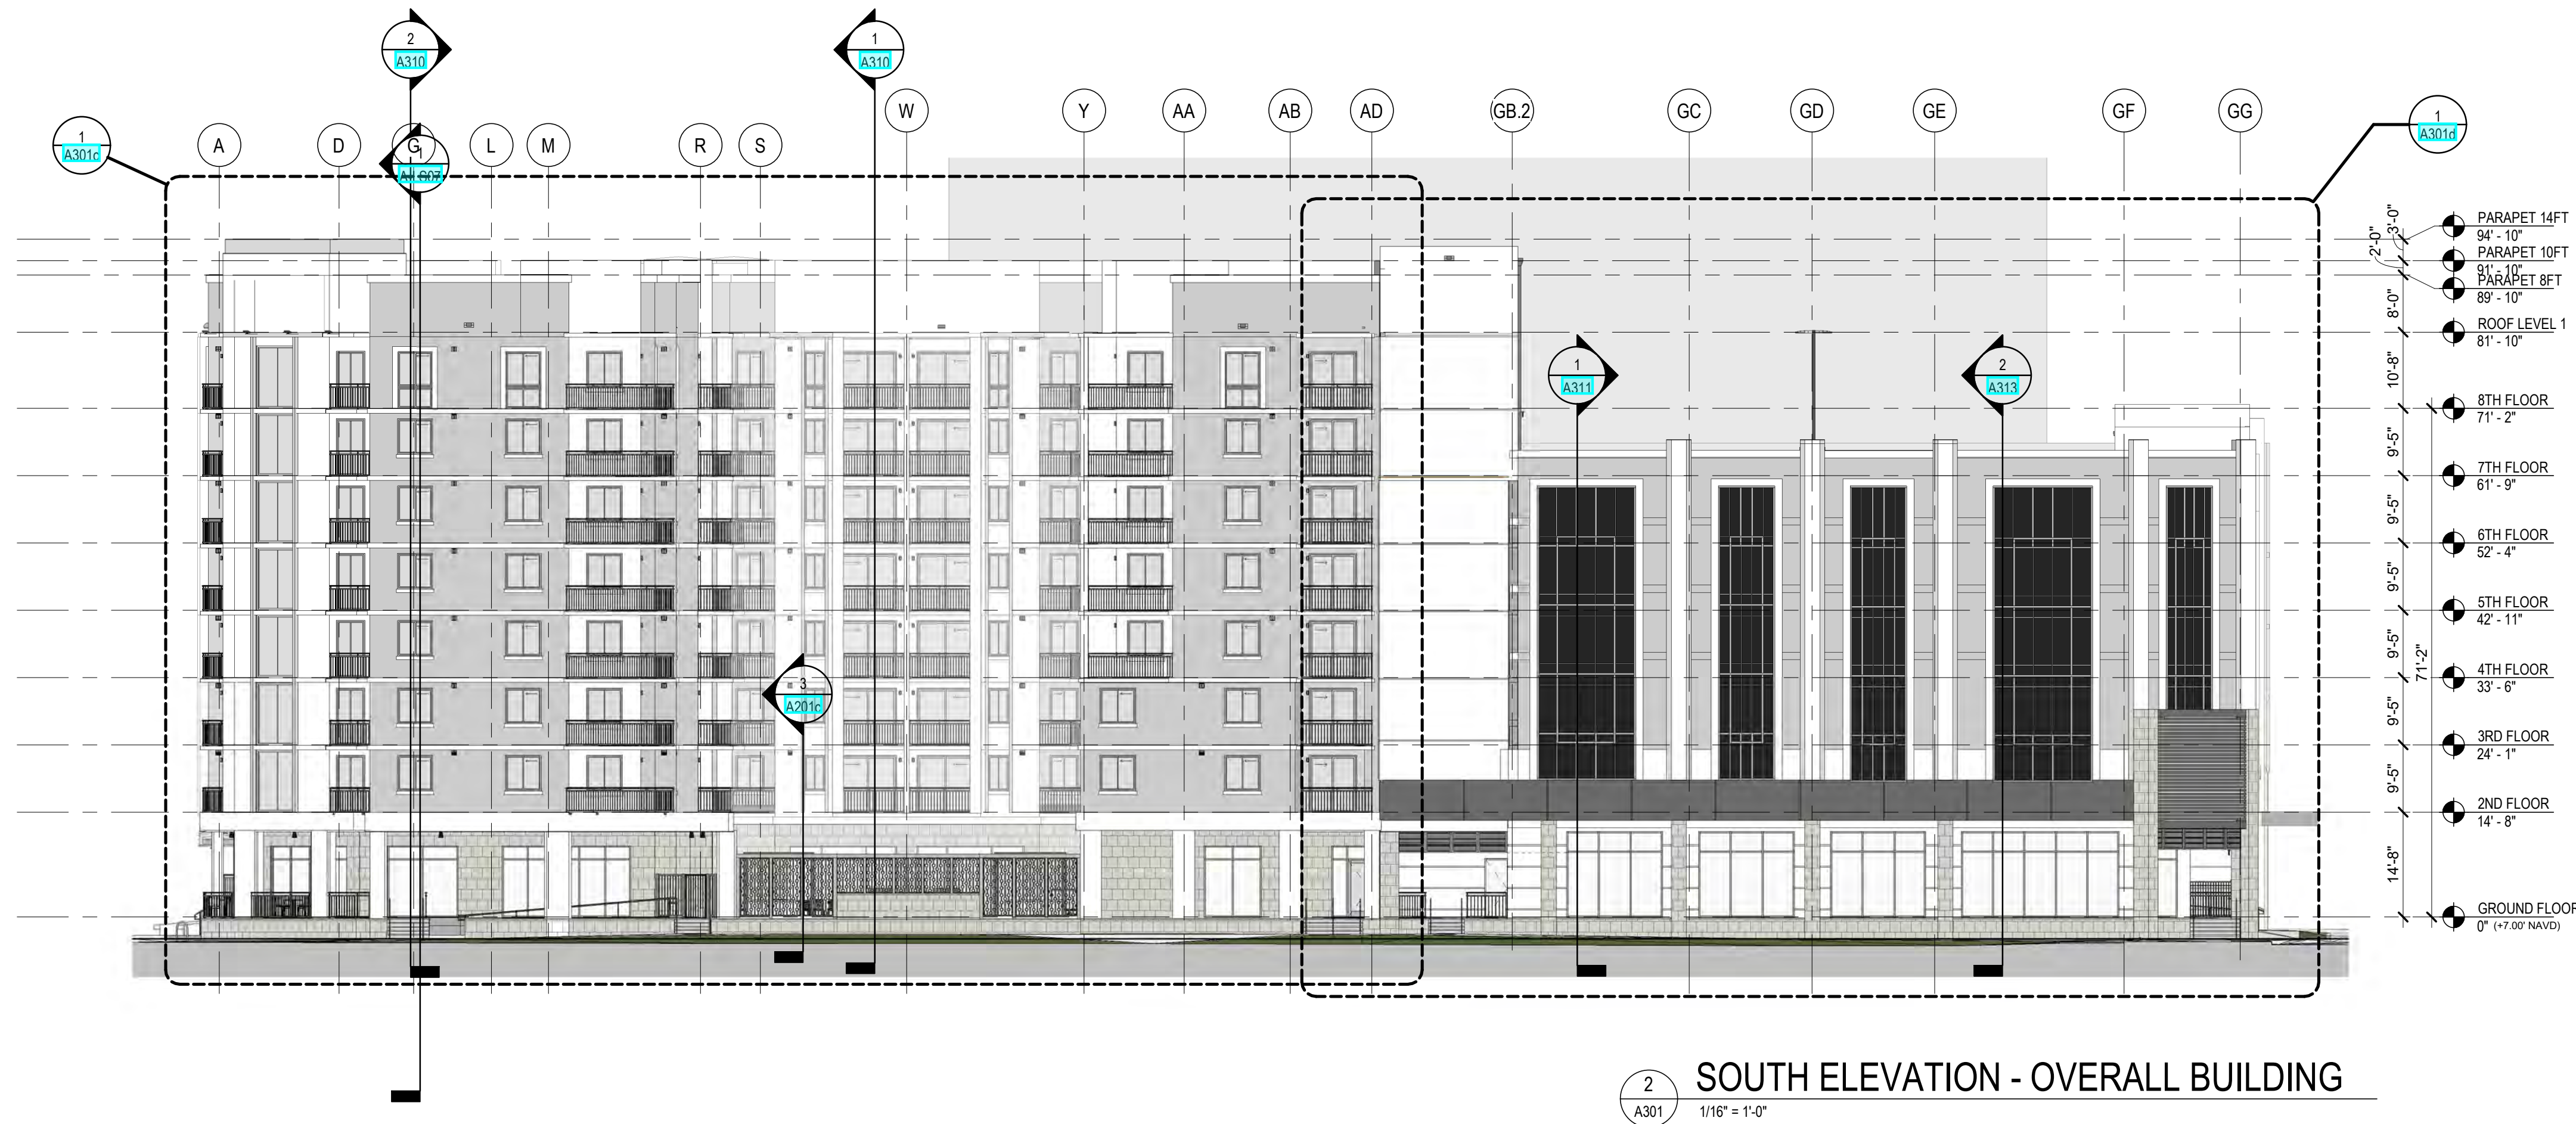 2
A310
1
A310
1
A301c
A
D
G
L
M
R
S
W
Y
AA
AB
AD
GB.2
GC
GD
GE
GF
GG
1
A301d
1
PARAPET 14FT
94' - 10"
PARAPET 10FT
91' - 10"
PARAPET 8FT
89' - 10"
ROOF LEVEL 1
81' - 10"
8TH FLOOR
71' - 2"
7TH FLOOR
61' - 9"
6TH FLOOR
52' - 4"
5TH FLOOR
42' - 11"
4TH FLOOR
33' - 6"
3RD FLOOR
24' - 1"
2ND FLOOR
14' - 8"
GROUND FLOOR
0" (+7.00' NAVD)
3'-0"
2'-0"
8'-0"
10'-8"
9'-5"
9'-5"
9'-5"
9'-5"
9'-5"
9'-5"
14'-8"
71'-2"
1
A311
2
A313
3
A201c
2
A301
SOUTH ELEVATION - OVERALL BUILDING
1/16" = 1'-0"